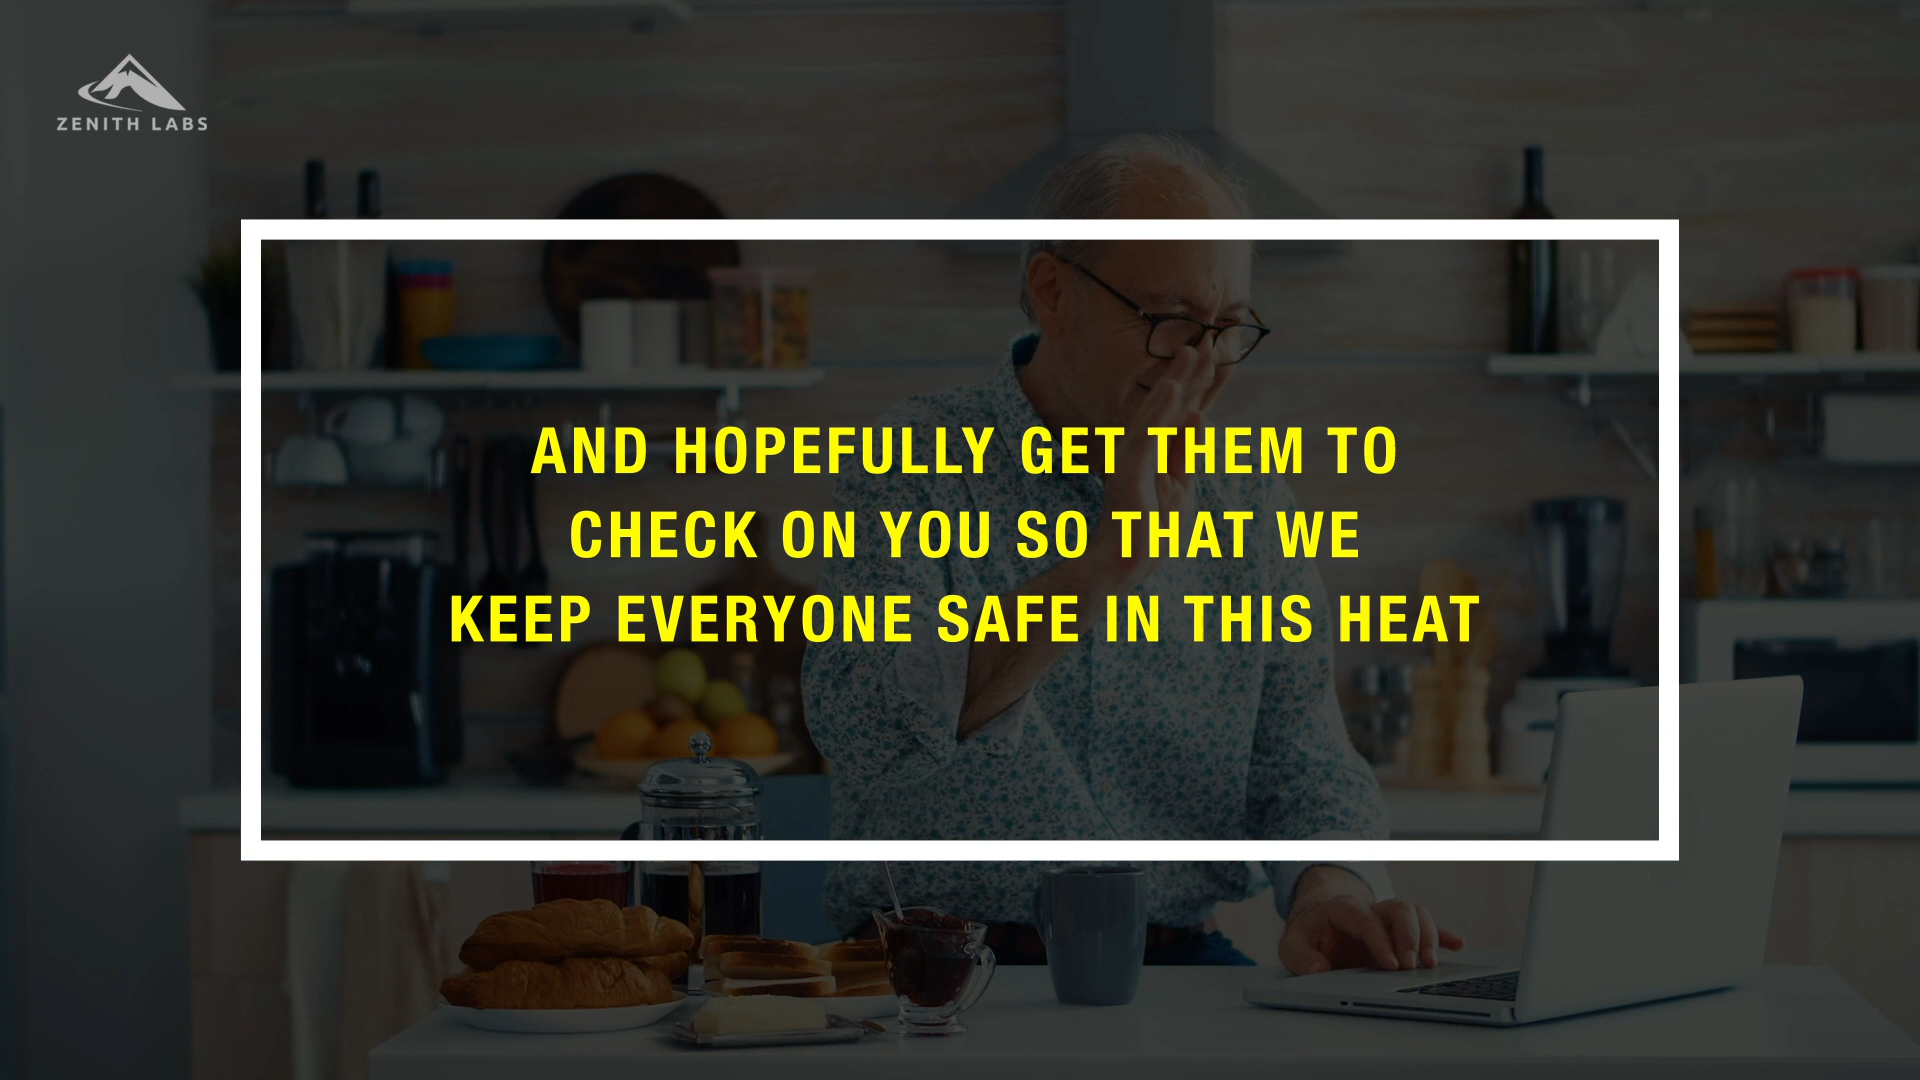 ZENITH LABS
AND HOPEFULLY GET THEM TO
CHECK ON YOU SO THAT WE
KEEP EVERYONE SAFE IN THIS HEAT